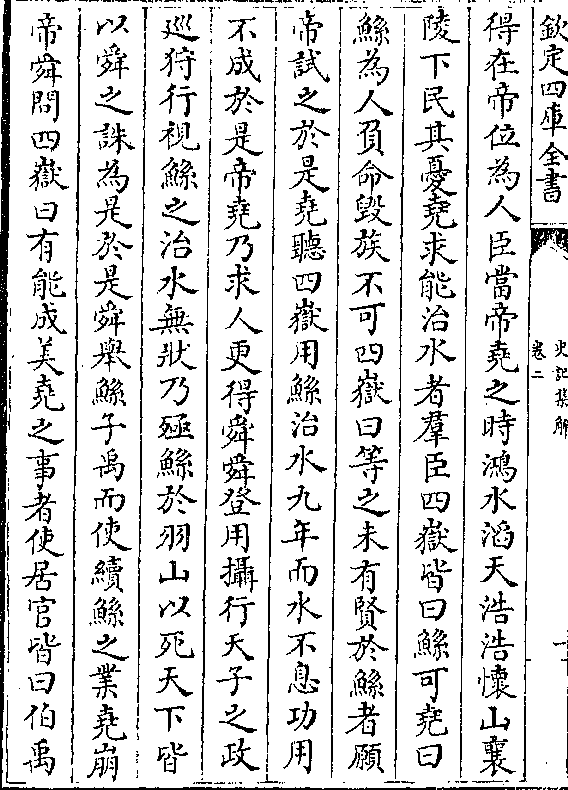 欽定四庫全書
史記集解
卷二
得在帝位為人臣當帝堯之時鴻水滔天浩浩懷山襄
陵下民其憂堯求能治水者羣臣四嶽皆曰鯀可堯曰
鯀為人負命毀族不可四嶽曰等之未有賢於鯀者願
帝試之於是堯聽四嶽用鯀治水九年而水不息功用
不成於是帝堯乃求人更得舜舜登用攝行天子之政
廵狩行視鯀之治水無狀乃殛鯀於羽山以死天下皆
以舜之誅為是於是舜舉鯀子禹而使續鯀之業堯崩
帝舜問四嶽曰有能成美堯之事者使居官皆曰伯禹